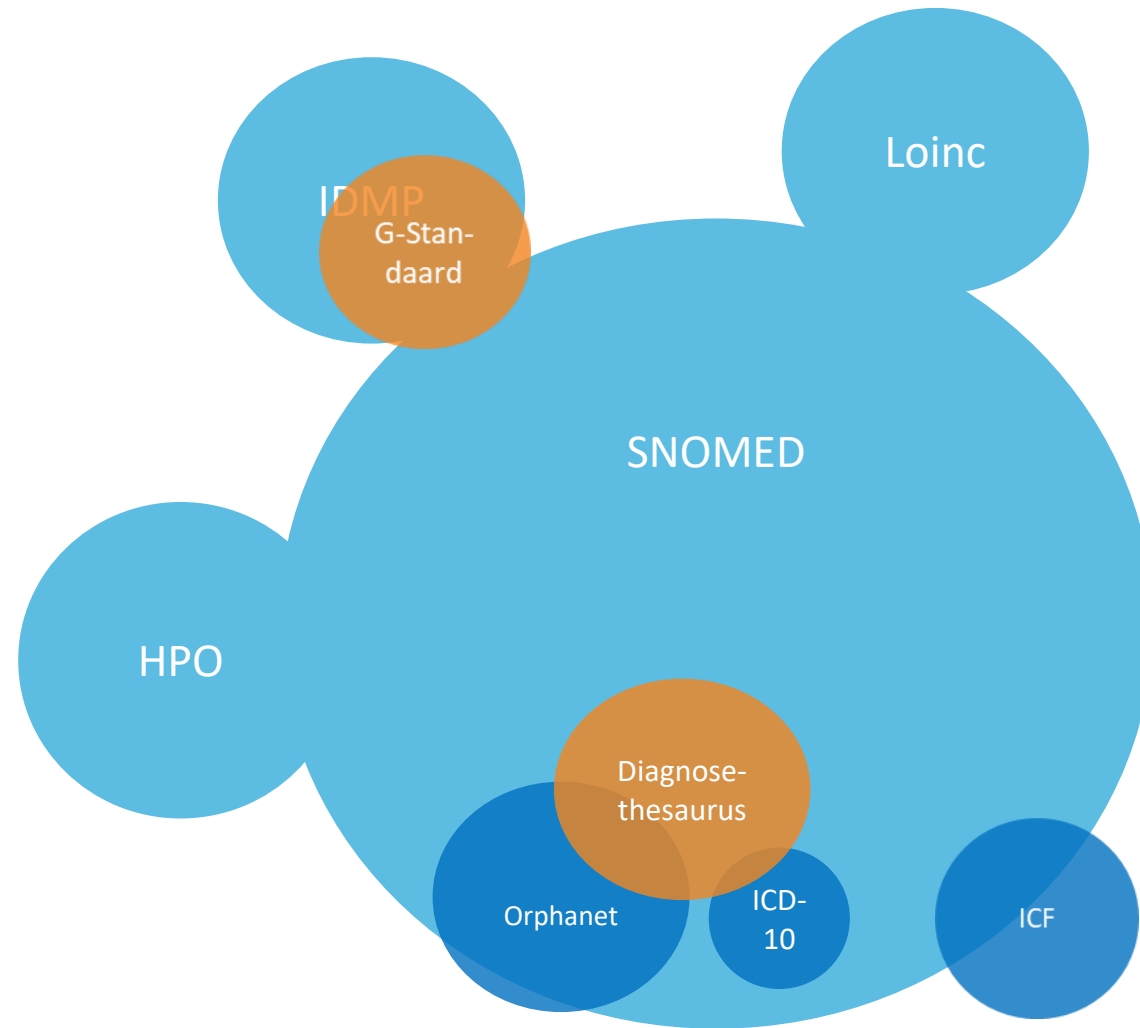 Loinc
IDMP
G-Stan-
daard
SNOMED
HPO
Diagnose-
thesaurus
Orphanet
ICD-
10
ICF